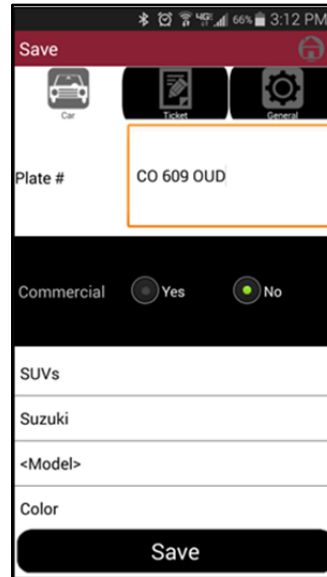 4G 66% 3:12 PM
Save
Car Ticket General
Plate # CO 609 OUD
Commercial Yes No
SUVs
Suzuki
<Model>
Color
Save